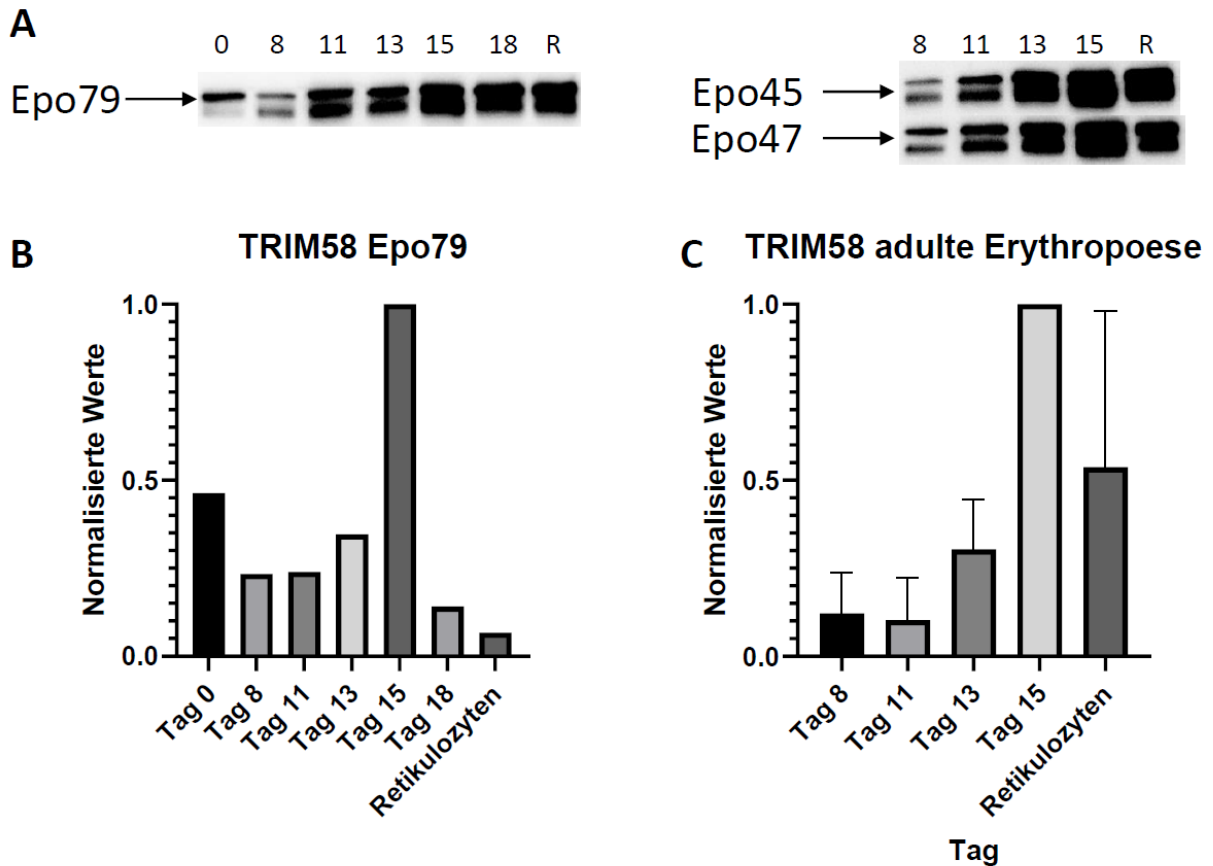 A
0 8 11 13 15 18 R
Epo79
8 11 13 15 R
Epo45
Epo47
B
TRIM58 Epo79
Normalisierte Werte
1.0
0.5
0.0
Tag 0
Tag 8
Tag 11
Tag 13
Tag 15
Tag 18
Retikulozyten
C
TRIM58 adulte Erythropoese
Normalisierte Werte
1.0
0.5
0.0
Tag 8
Tag 11
Tag 13
Tag 15
Retikulozyten
Tag